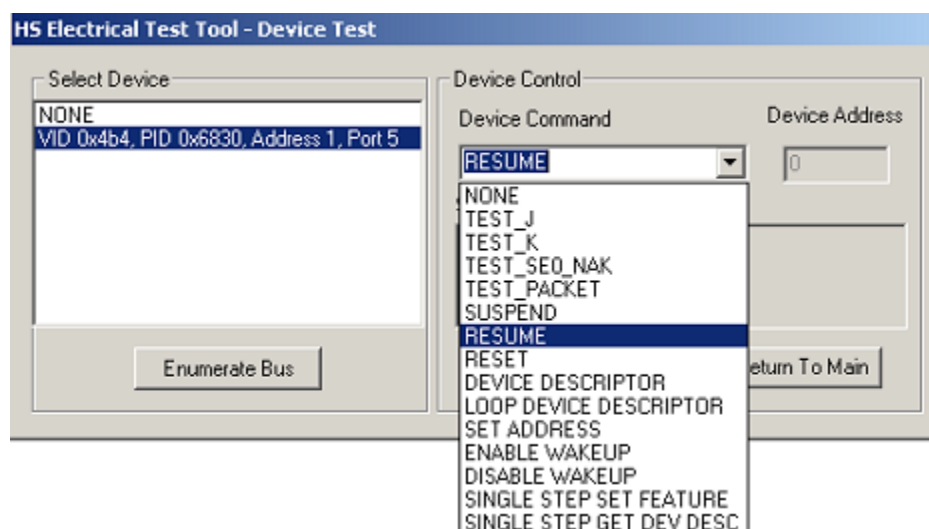 HS Electrical Test Tool - Device Test
Select Device
NONE
VID 0x4b4, PID 0x6830, Address 1, Port 5
Enumerate Bus
Device Control
Device Command
Device Address
RESUME
0
NONE
TEST_J
TEST_K
TEST_SE0_NAK
TEST_PACKET
SUSPEND
RESUME
RESET
DEVICE DESCRIPTOR
LOOP DEVICE DESCRIPTOR
SET ADDRESS
ENABLE WAKEUP
DISABLE WAKEUP
SINGLE STEP SET FEATURE
SINGLE STEP GET DEV DESC
eturn To Main